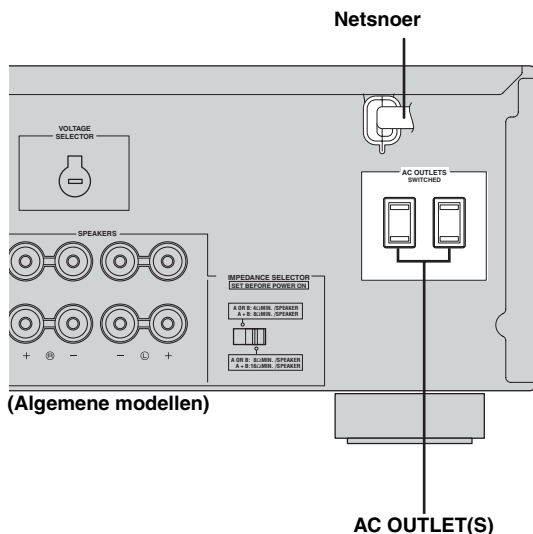 Netsnoer
VOLTAGE
SELECTOR
AC OUTLETS
SWITCHED
SPEAKERS
IMPEDANCE SELECTOR
SET BEFORE POWER ON
A OR B: 4ΩMIN. /SPEAKER
A + B: 8ΩMIN. /SPEAKER
+ R - - L +
A OR B: 8ΩMIN. /SPEAKER
A + B:16ΩMIN. /SPEAKER
(Algemene modellen)
AC OUTLET(S)